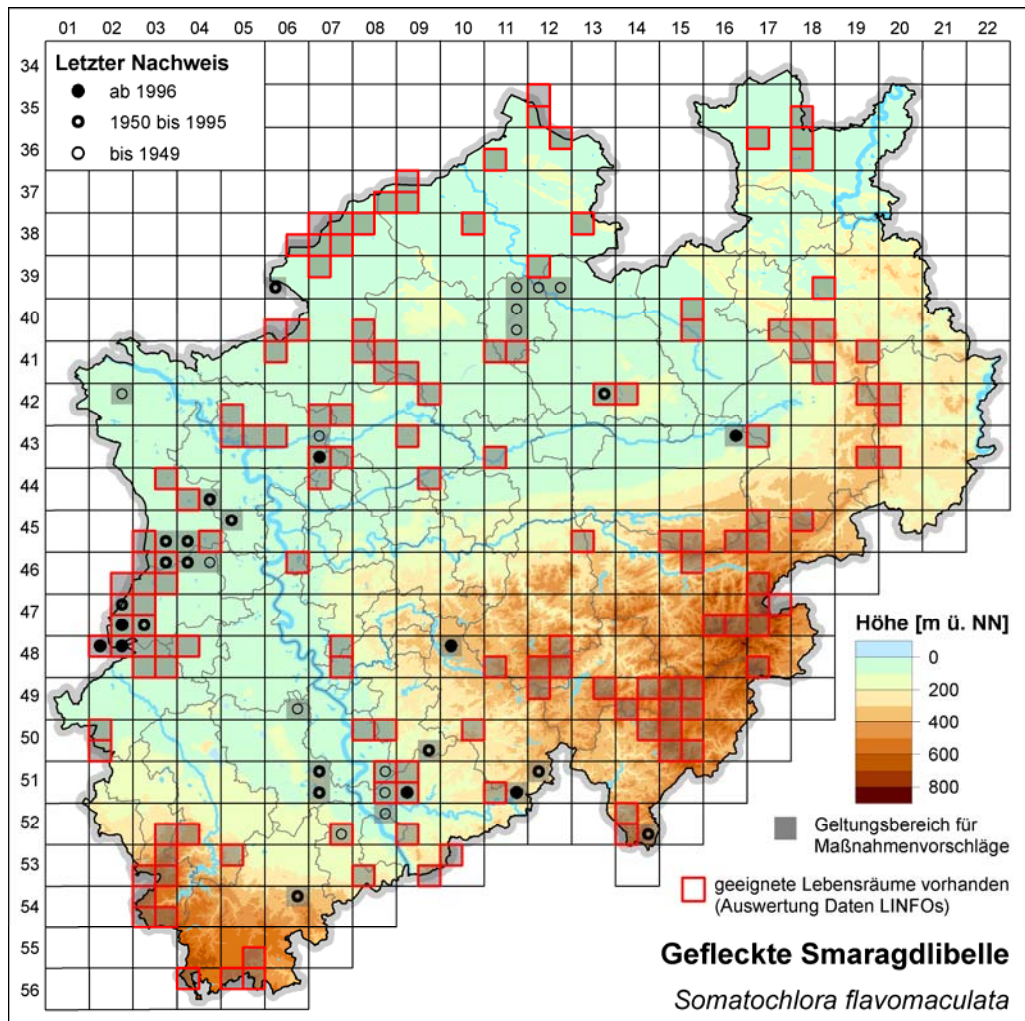 01 02 03 04 05 06 07 08 09 10 11 12 13 14 15 16 17 18 19 20 22
34
35
36
37
38
39
40
41
42
43
44
45
46
47
48
49
50
51
52
53
54
55
56
Letzter Nachweis
ab 1996
1950 bis 1995
bis 1949
Höhe [m ü. NN]
0
200
400
600
800
Geltungsbereich für
Maßnahmenvorschläge
geeignete Lebensräume vorhanden
(Auswertung Daten LINFOs)
Gefleckte Smaragdlibelle
Somatochlora flavomaculata